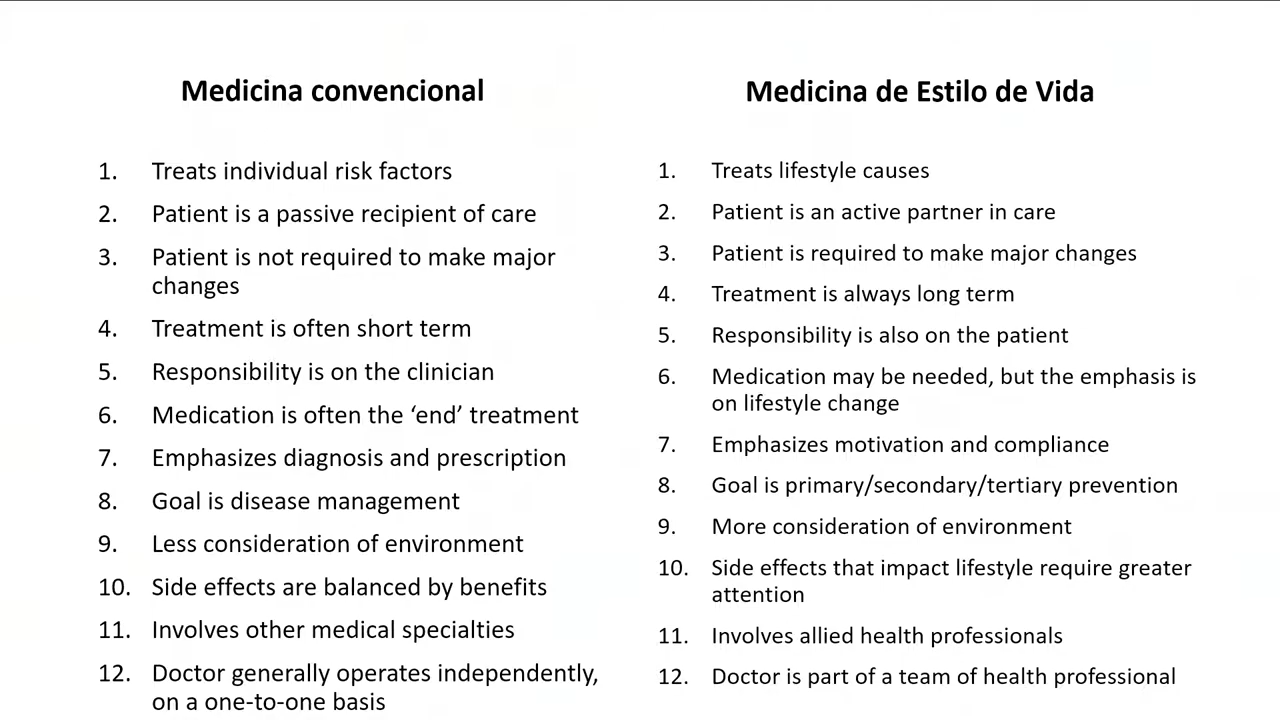 Medicina convencional
1. Treats individual risk factors
2. Patient is a passive recipient of care
3. Patient is not required to make major
changes
4. Treatment is often short term
5. Responsibility is on the clinician
6. Medication is often the ‘end’ treatment
7. Emphasizes diagnosis and prescription
8. Goal is disease management
9. Less consideration of environment
10. Side effects are balanced by benefits
11. Involves other medical specialties
12. Doctor generally operates independently,
on a one-to-one basis
Medicina de Estilo de Vida
1. Treats lifestyle causes
2. Patient is an active partner in care
3. Patient is required to make major changes
4. Treatment is always long term
5. Responsibility is also on the patient
6. Medication may be needed, but the emphasis is
on lifestyle change
7. Emphasizes motivation and compliance
8. Goal is primary/secondary/tertiary prevention
9. More consideration of environment
10. Side effects that impact lifestyle require greater
attention
11. Involves allied health professionals
12. Doctor is part of a team of health professional